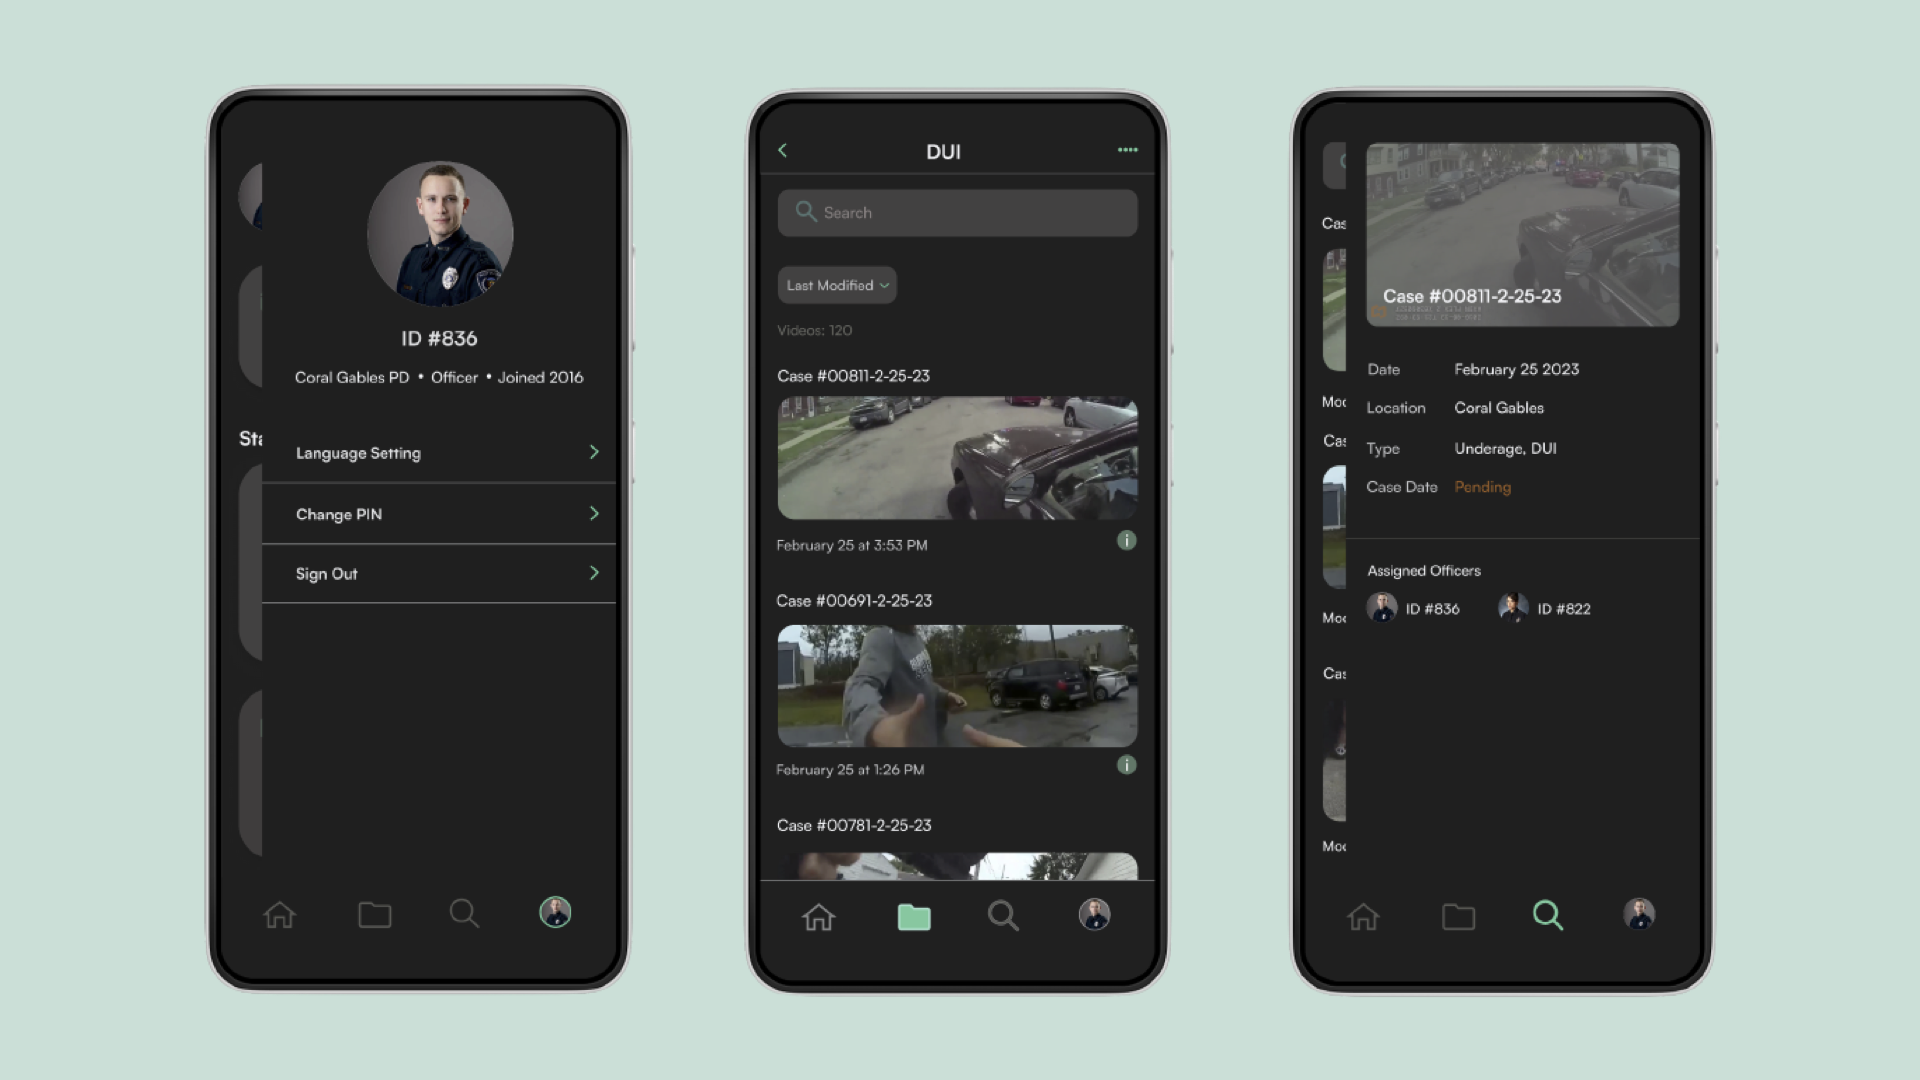 ID #836
Coral Gables PD • Officer • Joined 2016
Sta
Language Setting
Change PIN
Sign Out
DUI
Search
Last Modified
Videos: 120
Case #00811-2-25-23
February 25 at 3:53 PM
Case #00691-2-25-23
February 25 at 1:26 PM
Case #00781-2-25-23
Cas
Case #00811-2-25-23
Date February 25 2023
Moc
Location Coral Gables
Cas
Type Underage, DUI
Case Date Pending
Assigned Officers
ID #836 ID #822
Moc
Cas
Moc